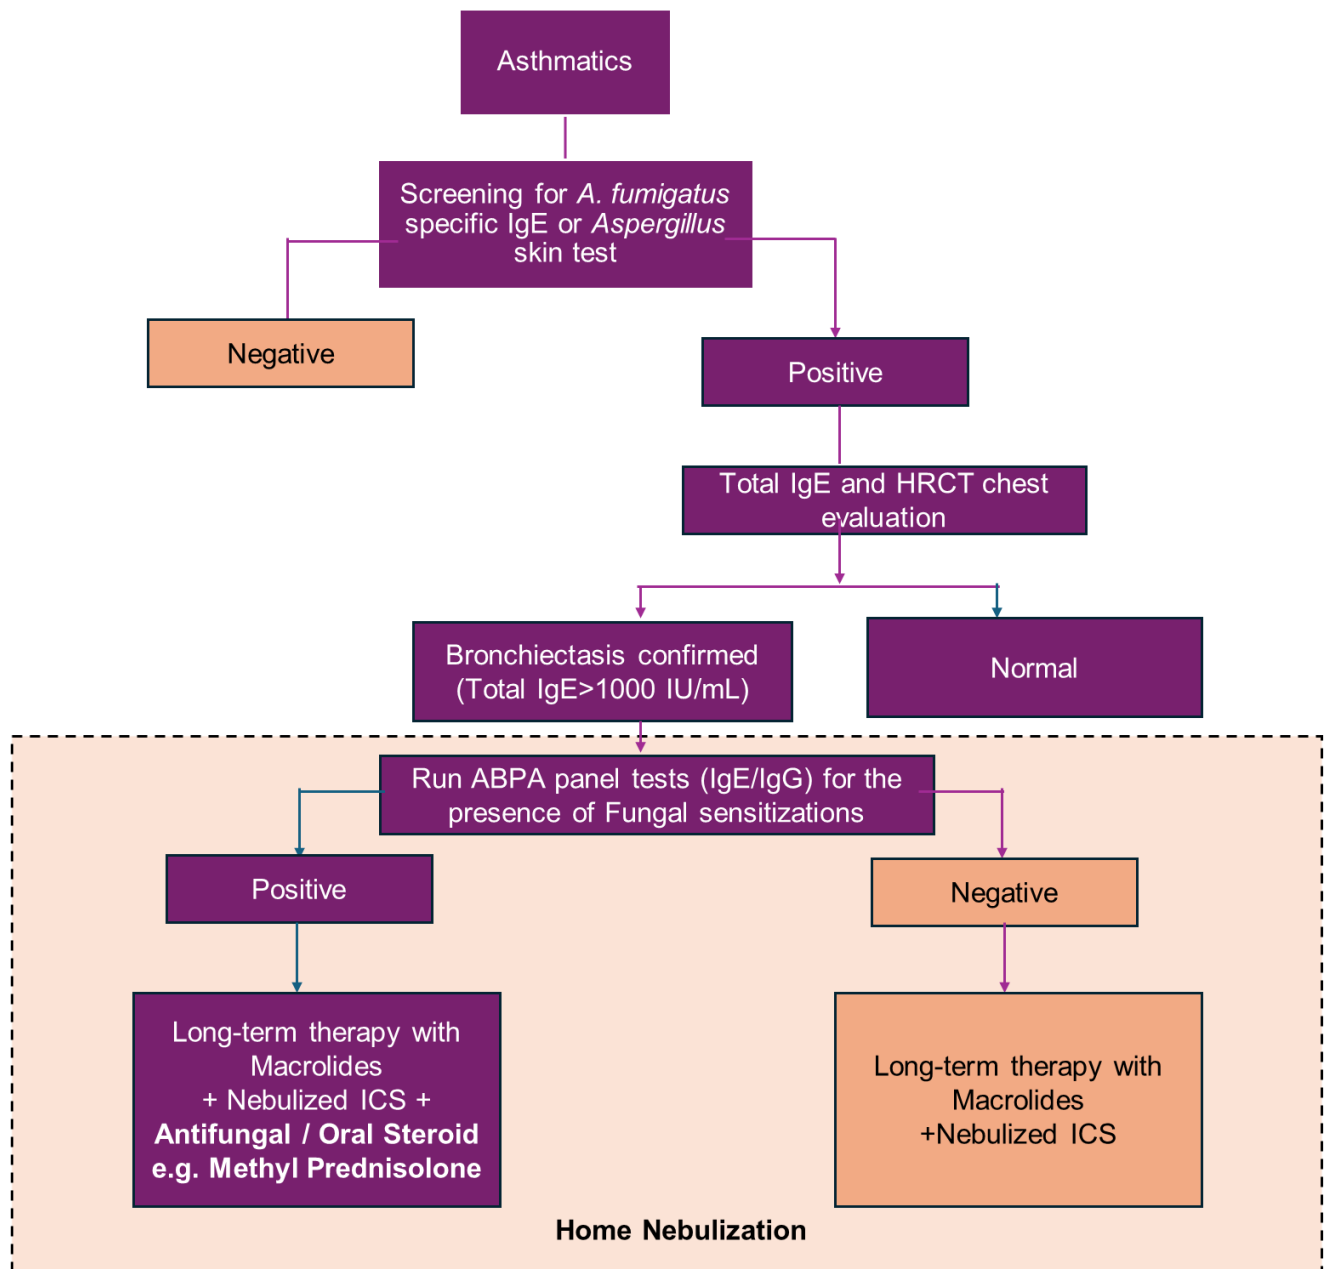 Asthmatics
Screening for A. fumigatus
specific IgE or Aspergillus
skin test
Negative
Positive
Total IgE and HRCT chest
evaluation
Bronchiectasis confirmed
(Total IgE>1000 IU/mL)
Normal
Run ABPA panel tests (IgE/IgG) for the
presence of Fungal sensitizations
Positive
Negative
Long-term therapy with
Macrolides
+ Nebulized ICS +
Antifungal / Oral Steroid
e.g. Methyl Prednisolone
Long-term therapy with
Macrolides
+Nebulized ICS
Home Nebulization